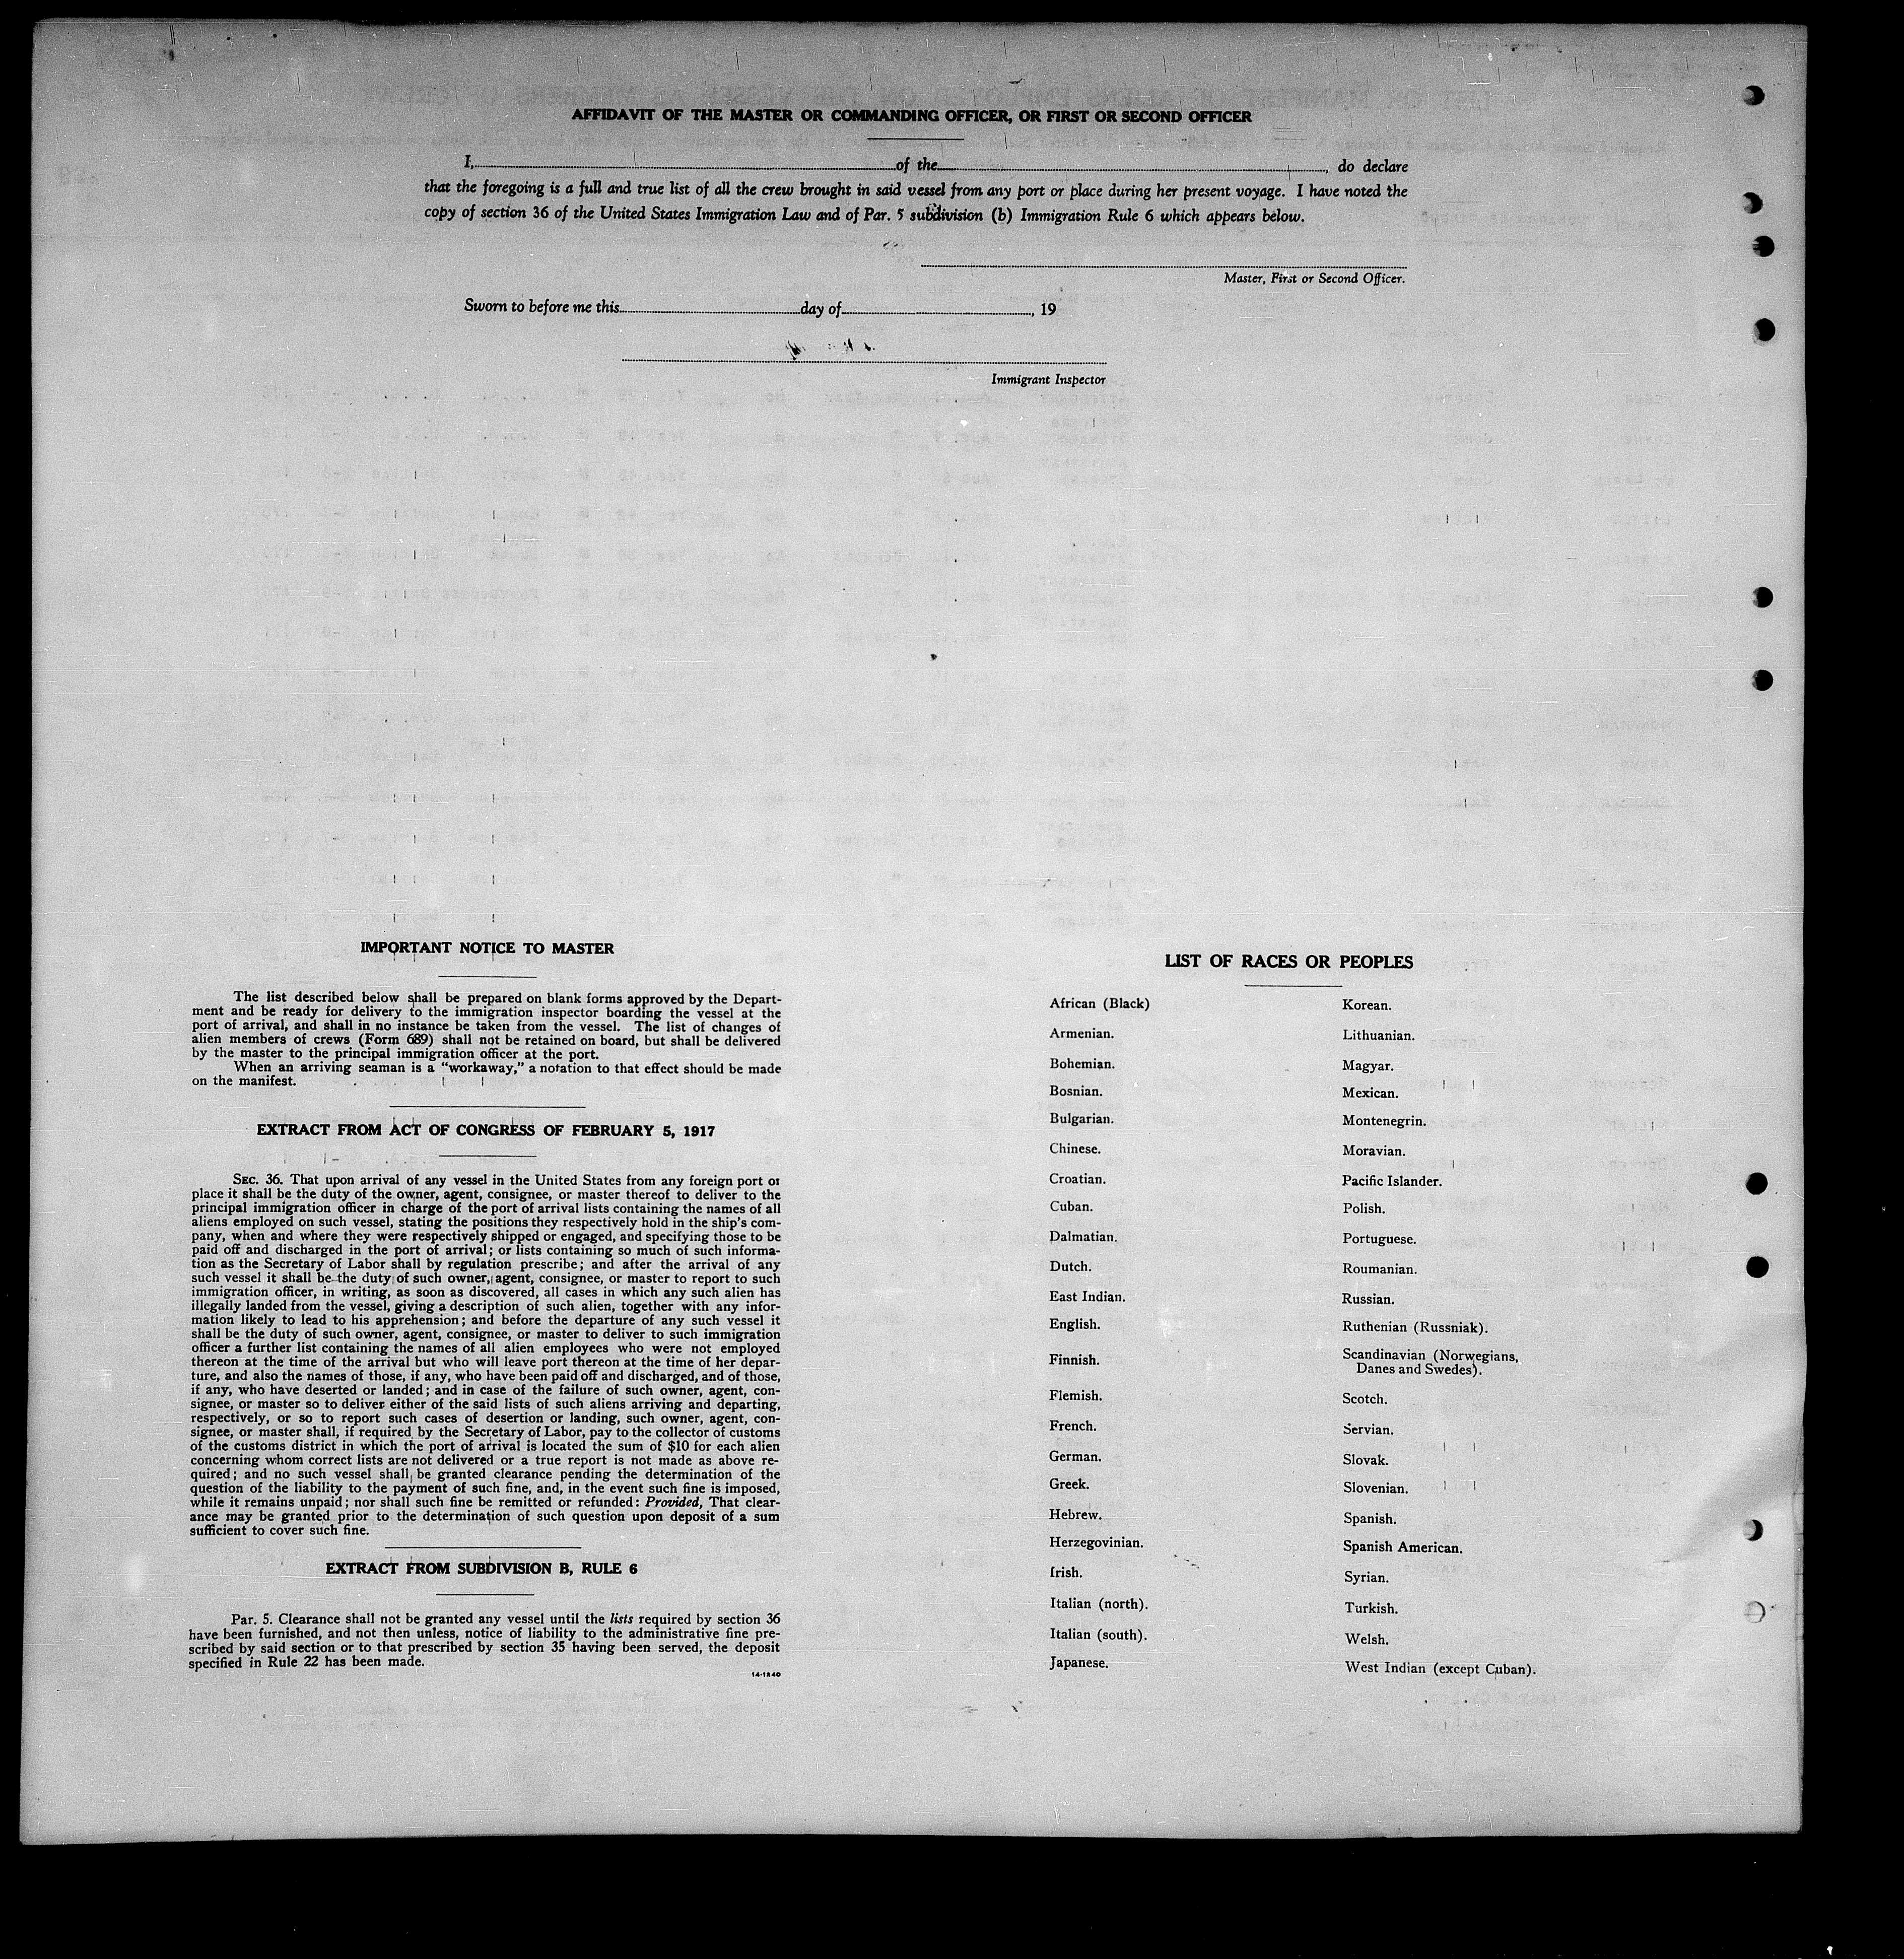 AFFIDAVIT OF THE MASTER OR COMMANDING OFFICER, OR FIRST OR SECOND OFFICER
I, of the , do declare
that the foregoing is a full and true list of all the crew brought in said vessel from any port or place during her present voyage. I have noted the
copy of section 36 of the United States Immigration Law and of Par. 5 subdivision (b) Immigration Rule 6 which appears below.
Master, First or Second Officer.
Sworn to before me this day of , 19
Immigrant Inspector
IMPORTANT NOTICE TO MASTER
The list described below shall be prepared on blank forms approved by the Depart-
ment and be ready for delivery to the immigration inspector boarding the vessel at the
port of arrival, and shall in no instance be taken from the vessel. The list of changes of
alien members of crews (Form 689) shall not be retained on board, but shall be delivered
by the master to the principal immigration officer at the port.
When an arriving seaman is a "workaway," a notation to that effect should be made
on the manifest.
EXTRACT FROM ACT OF CONGRESS OF FEBRUARY 5, 1917
SEC. 36. That upon arrival of any vessel in the United States from any foreign port or
place it shall be the duty of the owner, agent, consignee, or master thereof to deliver to the
principal immigration officer in charge of the port of arrival lists containing the names of all
aliens employed on such vessel, stating the positions they respectively hold in the ship's com-
pany, when and where they were respectively shipped or engaged, and specifying those to be
paid off and discharged in the port of arrival; or lists containing so much of such informa-
tion as the Secretary of Labor shall by regulation prescribe; and after the arrival of any
such vessel it shall be the duty of such owner, agent, consignee, or master to report to such
immigration officer, in writing, as soon as discovered, all cases in which any such alien has
illegally landed from the vessel, giving a description of such alien, together with any infor-
mation likely to lead to his apprehension; and before the departure of any such vessel it
shall be the duty of such owner, agent, consignee, or master to deliver to such immigration
officer a further list containing the names of all alien employees who were not employed
thereon at the time of the arrival but who will leave port thereon at the time of her depar-
ture, and also the names of those, if any, who have been paid off and discharged, and of those,
if any, who have deserted or landed; and in case of the failure of such owner, agent, con-
signee, or master so to deliver either of the said lists of such aliens arriving and departing,
respectively, or so to report such cases of desertion or landing, such owner, agent, con-
signee, or master shall, if required by the Secretary of Labor, pay to the collector of customs
of the customs district in which the port of arrival is located the sum of $10 for each alien
concerning whom correct lists are not delivered or a true report is not made as above re-
quired; and no such vessel shall be granted clearance pending the determination of the
question of the liability to the payment of such fine, and, in the event such fine is imposed,
while it remains unpaid; nor shall such fine be remitted or refunded: Provided, That clear-
ance may be granted prior to the determination of such question upon deposit of a sum
sufficient to cover such fine.
EXTRACT FROM SUBDIVISION B, RULE 6
Par. 5. Clearance shall not be granted any vessel until the lists required by section 36
have been furnished, and not then unless, notice of liability to the administrative fine pre-
scribed by said section or to that prescribed by section 35 having been served, the deposit
specified in Rule 22 has been made.
14-1240
LIST OF RACES OR PEOPLES
African (Black)
Armenian.
Bohemian.
Bosnian.
Bulgarian.
Chinese.
Croatian.
Cuban.
Dalmatian.
Dutch.
East Indian.
English.
Finnish.
Flemish.
French.
German.
Greek.
Hebrew.
Herzegovinian.
Irish.
Italian (north).
Italian (south).
Japanese.
Korean.
Lithuanian.
Magyar.
Mexican.
Montenegrin.
Moravian.
Pacific Islander.
Polish.
Portuguese.
Roumanian.
Russian.
Ruthenian (Russniak).
Scandinavian (Norwegians,
Danes and Swedes).
Scotch.
Servian.
Slovak.
Slovenian.
Spanish.
Spanish American.
Syrian.
Turkish.
Welsh.
West Indian (except Cuban).